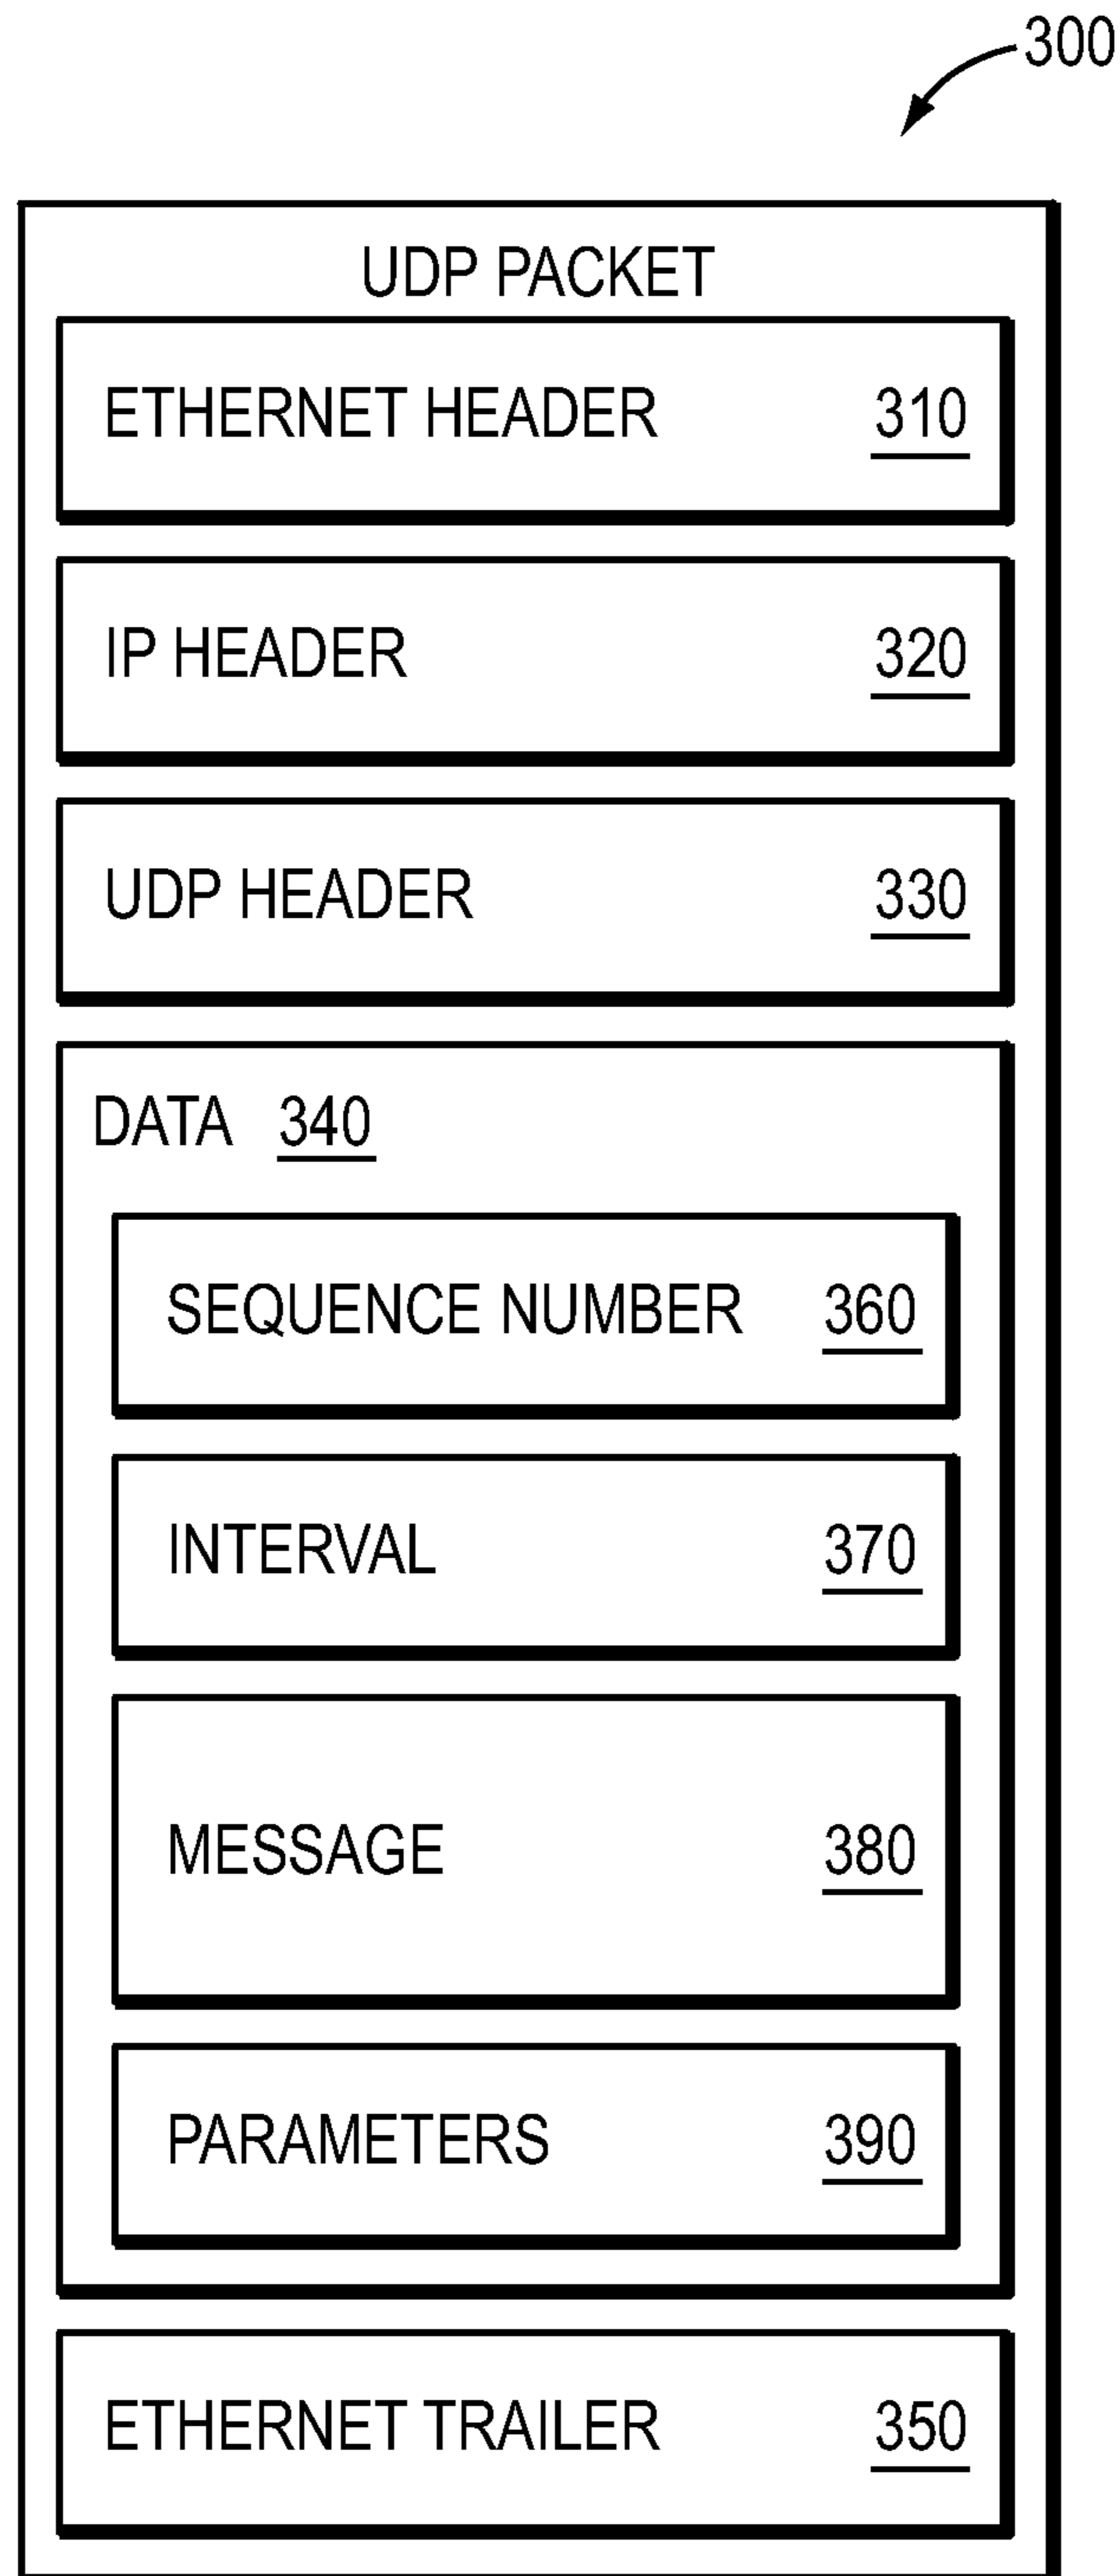 300
UDP PACKET
ETHERNET HEADER 310
IP HEADER 320
UDP HEADER 330
DATA 340
SEQUENCE NUMBER 360
INTERVAL 370
MESSAGE 380
PARAMETERS 390
ETHERNET TRAILER 350